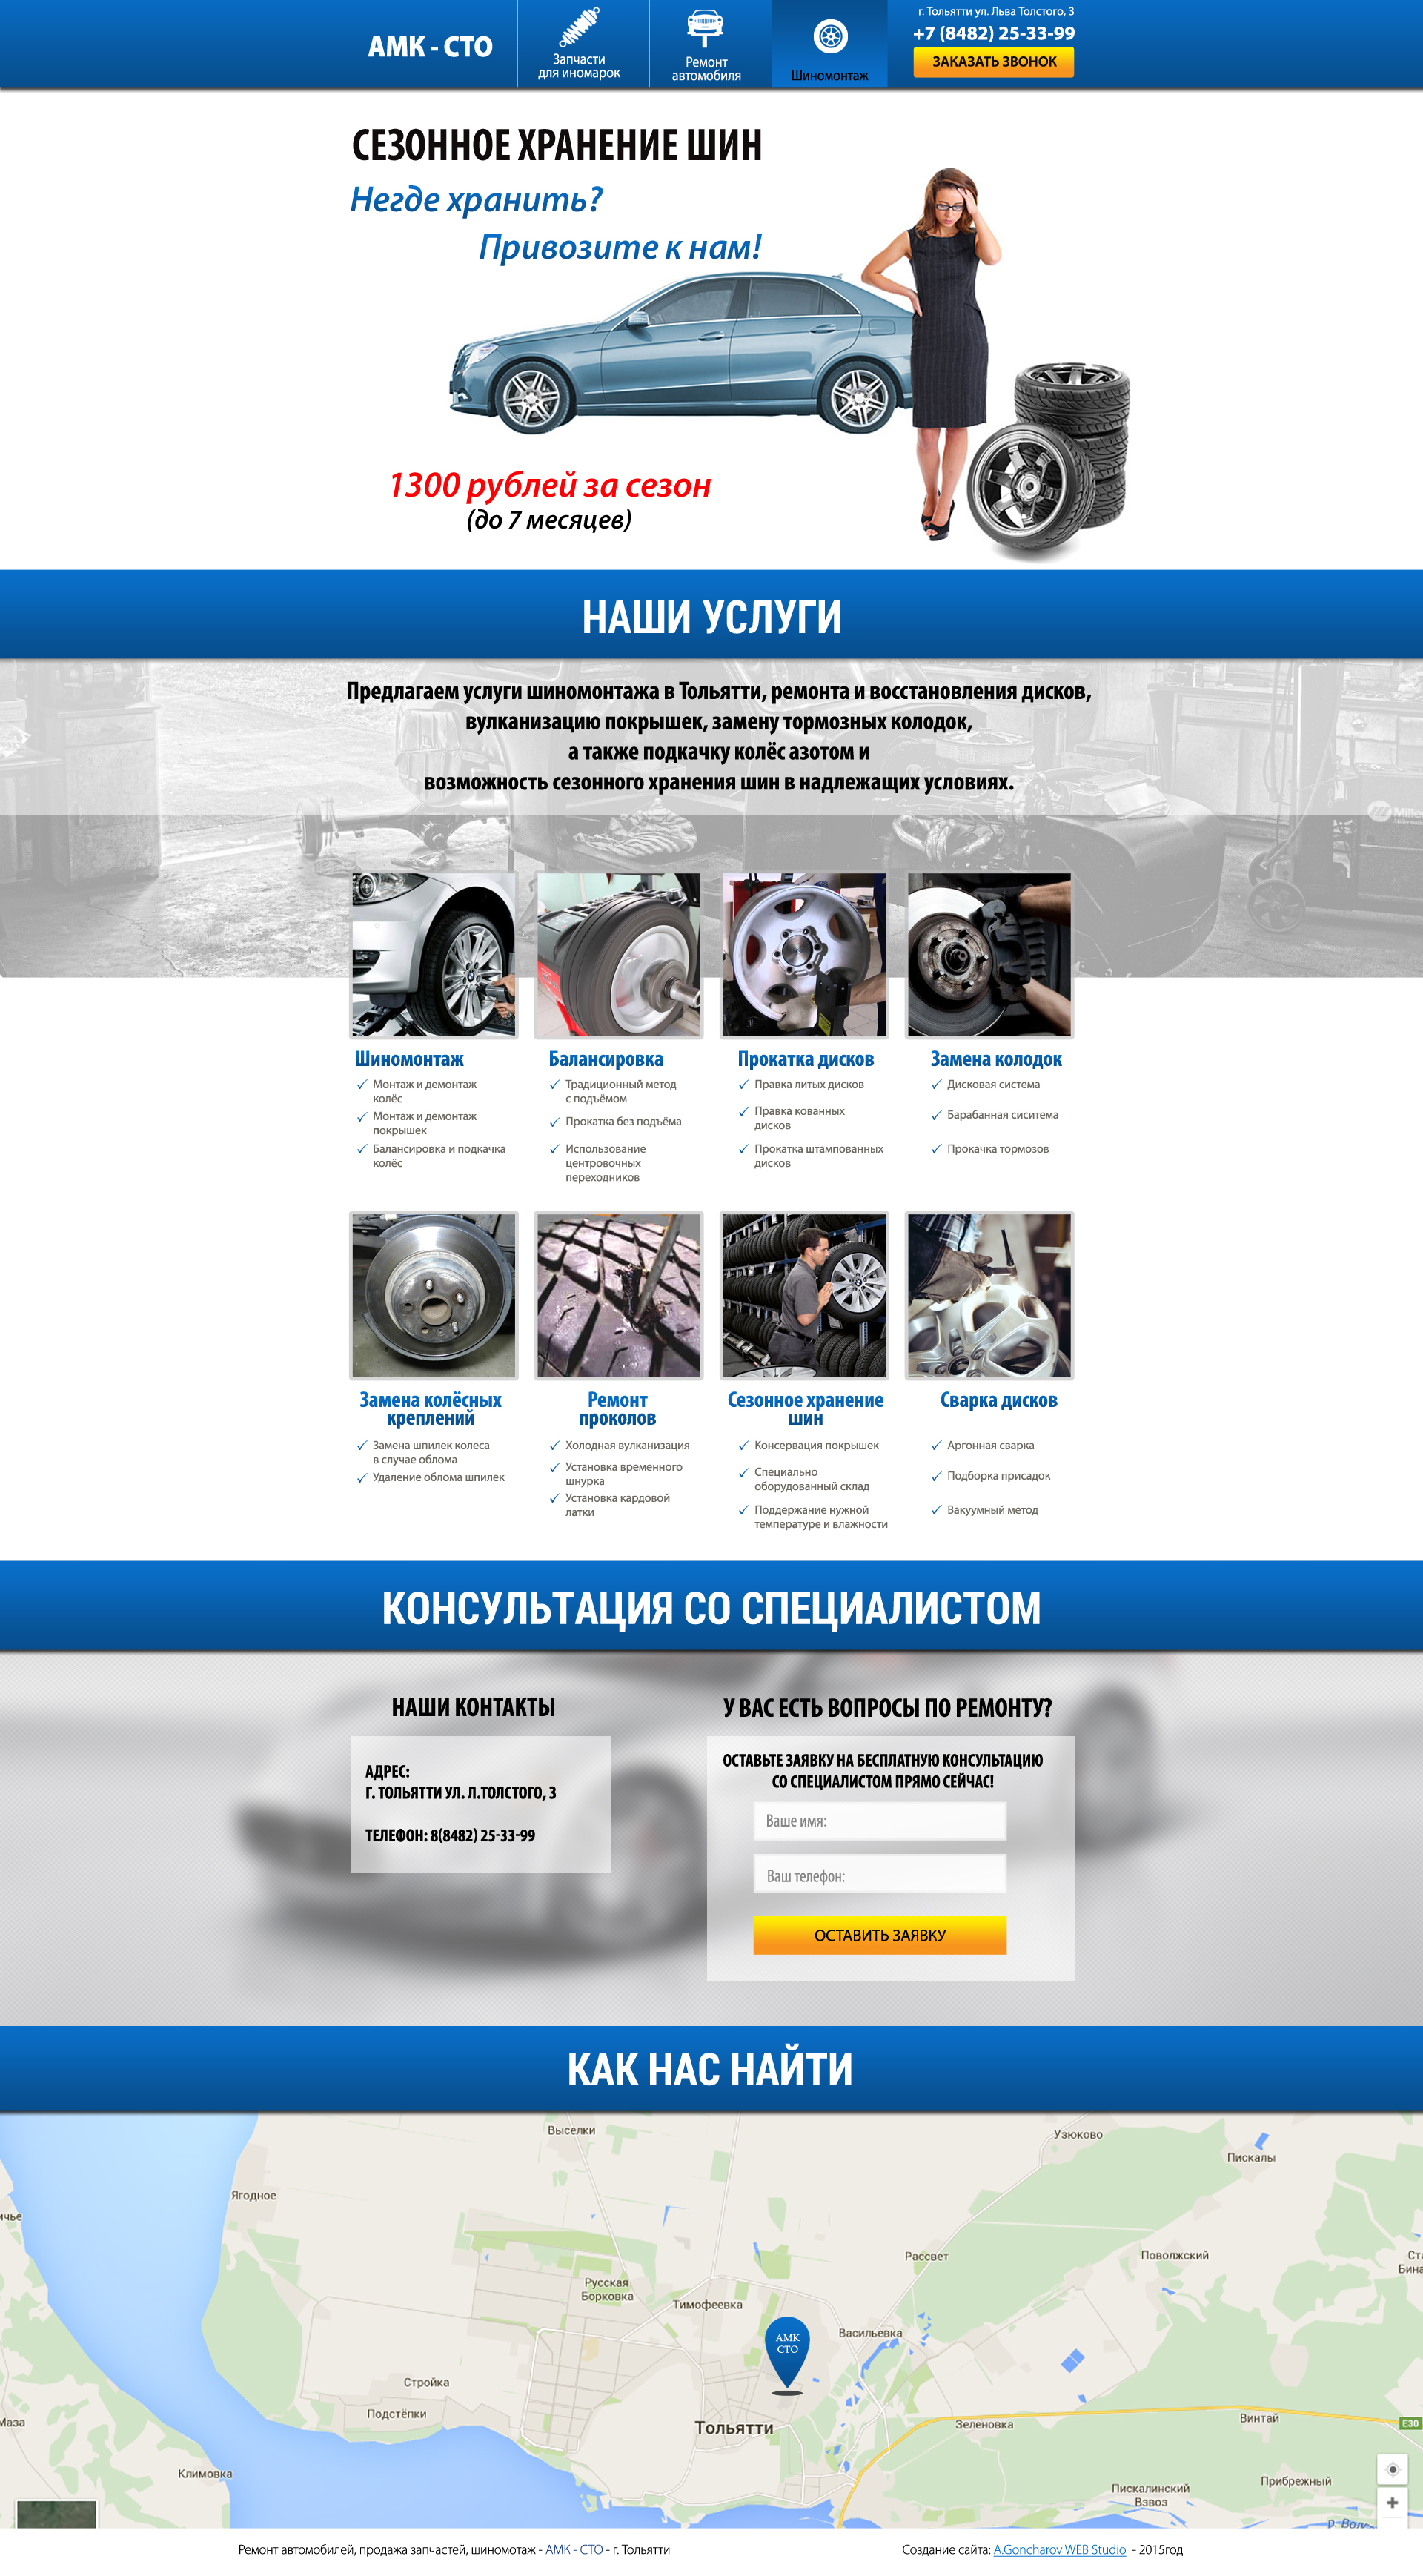 АМК - СТО
Запчасти
для иномарок
Ремонт
автомобиля
Шиномонтаж
г. Тольятти ул. Льва Толстого, 3
+7 (8482) 25-33-99
ЗАКАЗАТЬ ЗВОНОК
СЕЗОННОЕ ХРАНЕНИЕ ШИН
Негде хранить?
Привозите к нам!
1300 рублей за сезон
(до 7 месяцев)
НАШИ УСЛУГИ
Предлагаем услуги шиномонтажа в Тольятти, ремонта и восстановления дисков,
вулканизацию покрышек, замену тормозных колодок,
а также подкачку колёс азотом и
возможность сезонного хранения шин в надлежащих условиях.
Шиномонтаж
Монтаж и демонтаж
колёс
Монтаж и демонтаж
покрышек
Балансировка и подкачка
колёс
Балансировка
Традиционный метод
с подъёмом
Прокатка без подъёма
Использование
центровочных
переходников
Прокатка дисков
Правка литых дисков
Правка кованных
дисков
Прокатка штампованных
дисков
Замена колодок
Дисковая система
Барабанная сиситема
Прокачка тормозов
Замена колёсных
креплений
Замена шпилек колеса
в случае облома
Удаление облома шпилек
Ремонт
проколов
Холодная вулканизация
Установка временного
шнурка
Установка кардовой
латки
Сезонное хранение
шин
Консервация покрышек
Специально
оборудованный склад
Поддержание нужной
температуре и влажности
Сварка дисков
Аргонная сварка
Подборка присадок
Вакуумный метод
КОНСУЛЬТАЦИЯ СО СПЕЦИАЛИСТОМ
НАШИ КОНТАКТЫ
АДРЕС:
Г. ТОЛЬЯТТИ УЛ. Л.ТОЛСТОГО, 3
ТЕЛЕФОН: 8(8482) 25-33-99
У ВАС ЕСТЬ ВОПРОСЫ ПО РЕМОНТУ?
ОСТАВЬТЕ ЗАЯВКУ НА БЕСПЛАТНУЮ КОНСУЛЬТАЦИЮ
СО СПЕЦИАЛИСТОМ ПРЯМО СЕЙЧАС!
Ваше имя:
Ваш телефон:
ОСТАВИТЬ ЗАЯВКУ
КАК НАС НАЙТИ
Выселки
Узюково
Пискалы
Ягодное
Рассвет
Поволжский
Русская
Борковка
Тимофеевка
АМК
СТО
Васильевка
Стройка
Подстёпки
Тольятти
Зеленовка
Винтай
E30
Климовка
Пискалинский
Взвоз
Прибрежный
Ремонт автомобилей, продажа запчастей, шиномотаж - АМК - СТО - г. Тольятти
Создание сайта: A.Goncharov WEB Studio - 2015год